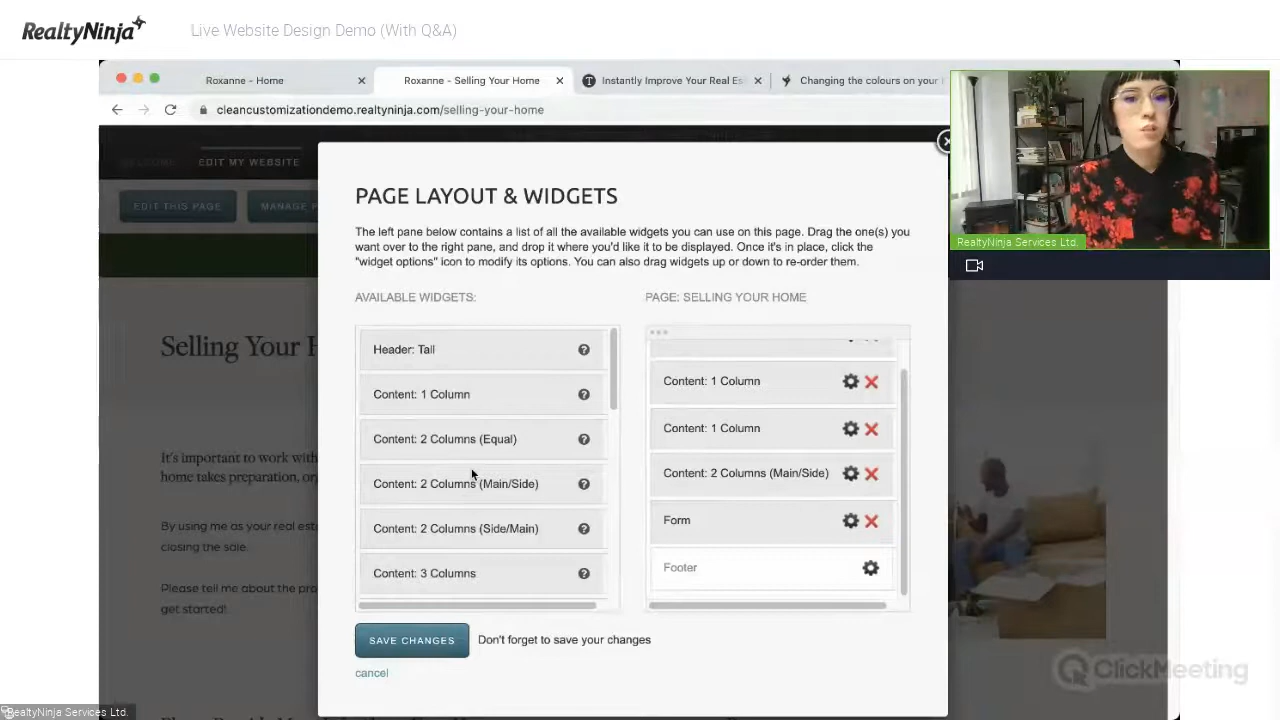 RealtyNinja
Live Website Design Demo (With Q&A)
Roxanne - Home
Roxanne - Selling Your Home
Instantly Improve Your Real Es
Changing the colours on your
cleancustomizationdemo.realtyninja.com/selling-your-home
WELCOME
EDIT MY WEBSITE
EDIT THIS PAGE
MANAGE P
PAGE LAYOUT & WIDGETS
The left pane below contains a list of all the available widgets you can use on this page. Drag the one(s) you
want over to the right pane, and drop it where you'd like it to be displayed. Once it's in place, click the
"widget options" icon to modify its options. You can also drag widgets up or down to re-order them.
AVAILABLE WIDGETS:
Header: Tall
Content: 1 Column
Content: 2 Columns (Equal)
Content: 2 Columns (Main/Side)
Content: 2 Columns (Side/Main)
Content: 3 Columns
PAGE: SELLING YOUR HOME
Content: 1 Column
Content: 1 Column
Content: 2 Columns (Main/Side)
Form
Footer
SAVE CHANGES
Don't forget to save your changes
cancel
Selling Your H
It's important to work with
home takes preparation, or
By using me as your real est
closing the sale.
Please tell me about the pro
get started!
RealtyNinja Services Ltd.
ClickMeeting
RealtyNinja Services Ltd.